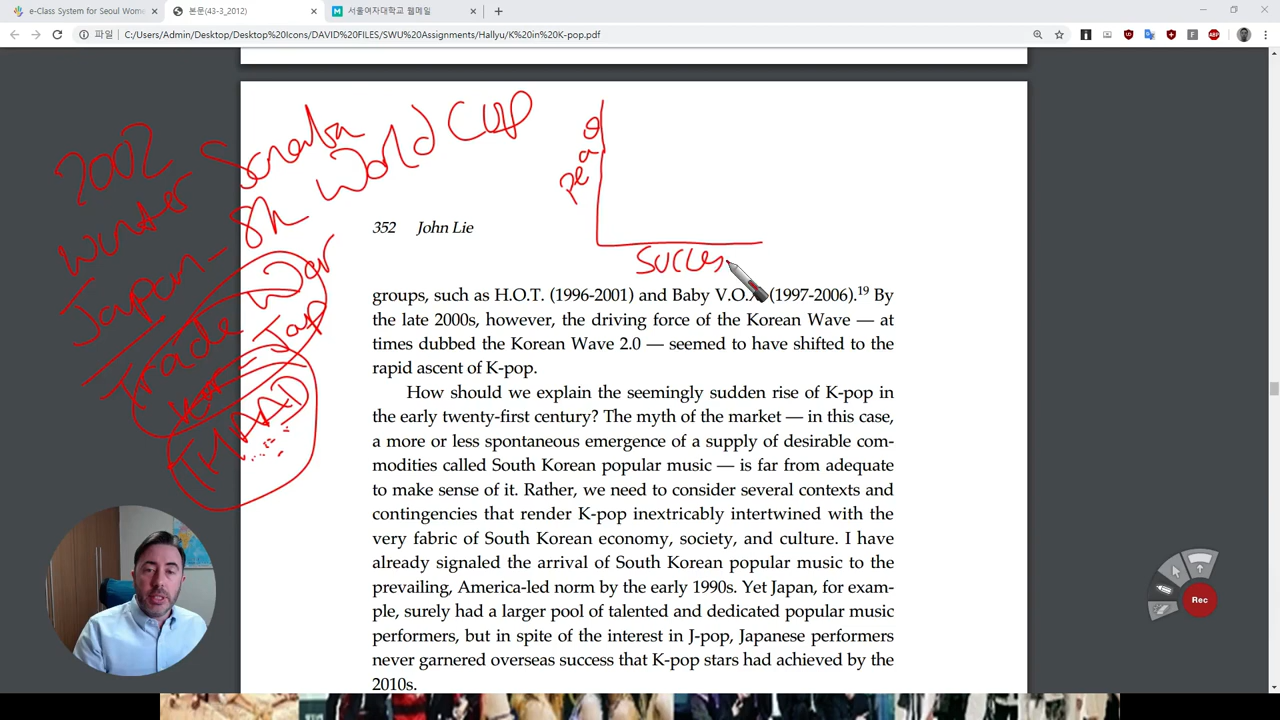 e-Class System for Seoul Wome
본문(43-3_2012)
서울여자대학교 웹메일
파일 C:/Users/Admin/Desktop/Desktop%20Icons/DAVID%20FILES/SWU%20Assignments/Hallyu/K%20in%20K-pop.pdf
2002
World Cup
winter Sonata
Japan - SK
Trade War
Jap
Kor
THAAD
peace
Succes
352 John Lie
groups, such as H.O.T. (1996-2001) and Baby V.O.X. (1997-2006).19 By
the late 2000s, however, the driving force of the Korean Wave — at
times dubbed the Korean Wave 2.0 — seemed to have shifted to the
rapid ascent of K-pop.
How should we explain the seemingly sudden rise of K-pop in
the early twenty-first century? The myth of the market — in this case,
a more or less spontaneous emergence of a supply of desirable com-
modities called South Korean popular music — is far from adequate
to make sense of it. Rather, we need to consider several contexts and
contingencies that render K-pop inextricably intertwined with the
very fabric of South Korean economy, society, and culture. I have
already signaled the arrival of South Korean popular music to the
prevailing, America-led norm by the early 1990s. Yet Japan, for exam-
ple, surely had a larger pool of talented and dedicated popular music
performers, but in spite of the interest in J-pop, Japanese performers
never garnered overseas success that K-pop stars had achieved by the
2010s.
Rec